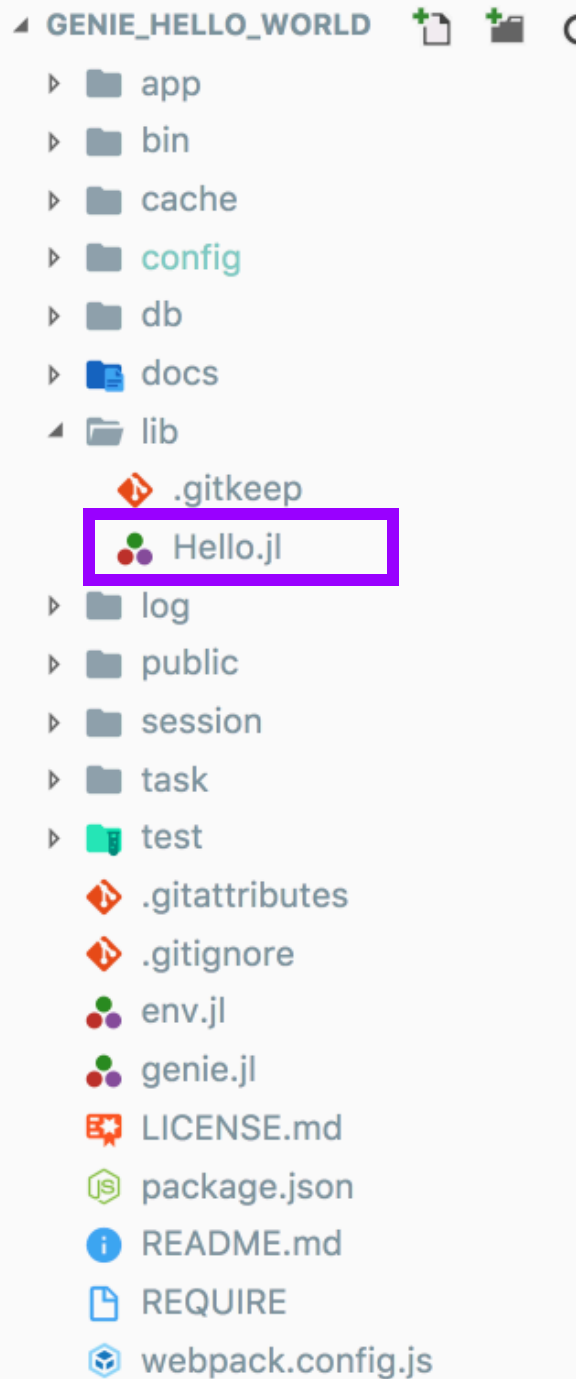 GENIE_HELLO_WORLD
app
bin
cache
config
db
docs
lib
.gitkeep
Hello.jl
log
public
session
task
test
.gitattributes
.gitignore
env.jl
genie.jl
LICENSE.md
package.json
README.md
REQUIRE
webpack.config.js